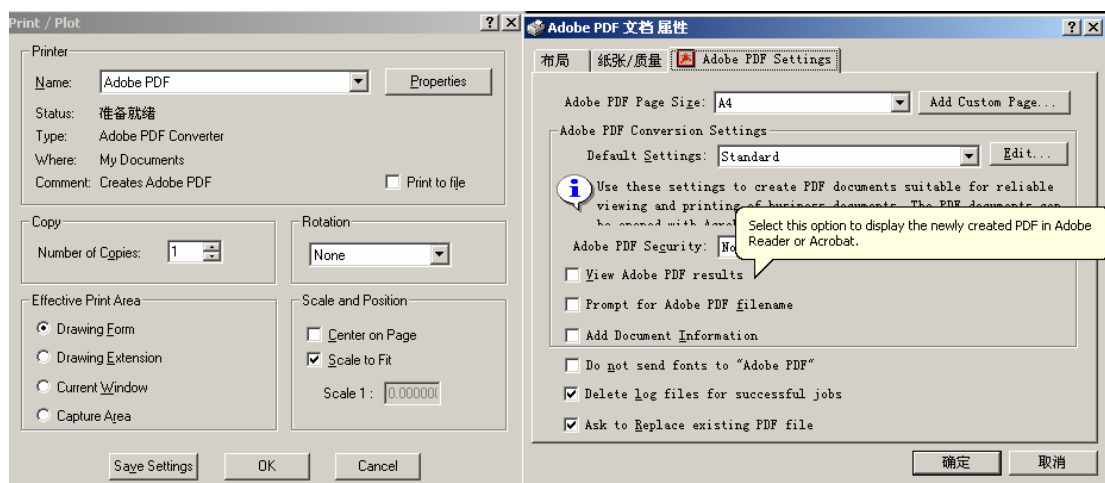 Print / Plot
Printer
Name: Adobe PDF Properties
Status: 准备就绪
Type: Adobe PDF Converter
Where: My Documents
Comment: Creates Adobe PDF Print to file
Copy
Number of Copies: 1
Rotation
None
Effective Print Area
Drawing Form
Drawing Extension
Current Window
Capture Area
Scale and Position
Center on Page
Scale to Fit
Scale 1 :
Save Settings OK Cancel
Adobe PDF 文档 属性
布局 纸张/质量 Adobe PDF Settings
Adobe PDF Page Size: A4 Add Custom Page...
Adobe PDF Conversion Settings
Default Settings: Standard Edit...
Use these settings to create PDF documents suitable for reliable
viewing and printing of business documents. The PDF documents can
be opened with
Select this option to display the newly created PDF in Adobe
Reader or Acrobat.
Adobe PDF Security:
View Adobe PDF results
Prompt for Adobe PDF filename
Add Document Information
Do not send fonts to "Adobe PDF"
Delete log files for successful jobs
Ask to Replace existing PDF file
确定 取消